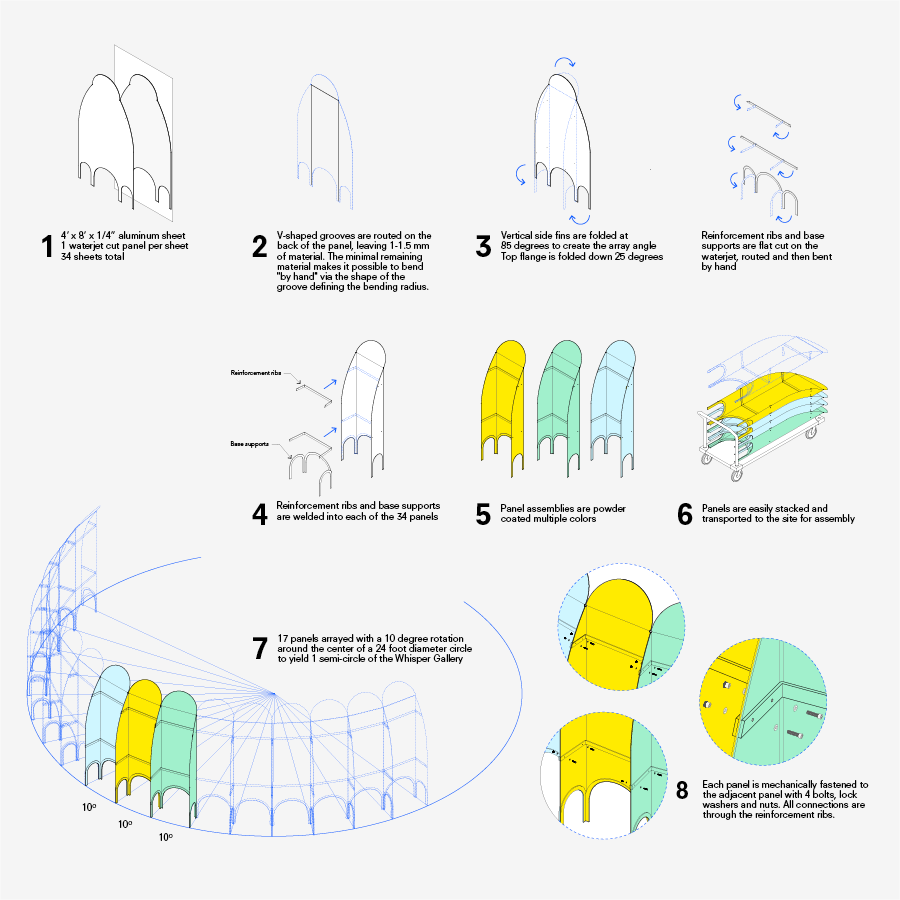 1
4' x 8' x 1/4" aluminum sheet
1 waterjet cut panel per sheet
34 sheets total
2
V-shaped grooves are routed on the
back of the panel, leaving 1-1.5 mm
of material. The minimal remaining
material makes it possible to bend
"by hand" via the shape of the
groove defining the bending radius.
3
Vertical side fins are folded at
85 degrees to create the array angle
Top flange is folded down 25 degrees
Reinforcement ribs and base
supports are flat cut on the
waterjet, routed and then bent
by hand
Reinforcement ribs
Base supports
4
Reinforcement ribs and base supports
are welded into each of the 34 panels
5
Panel assemblies are powder
coated multiple colors
6
Panels are easily stacked and
transported to the site for assembly
7
17 panels arrayed with a 10 degree rotation
around the center of a 24 foot diameter circle
to yield 1 semi-circle of the Whisper Gallery
10º
10º
10º
8
Each panel is mechanically fastened to
the adjacent panel with 4 bolts, lock
washers and nuts. All connections are
through the reinforcement ribs.